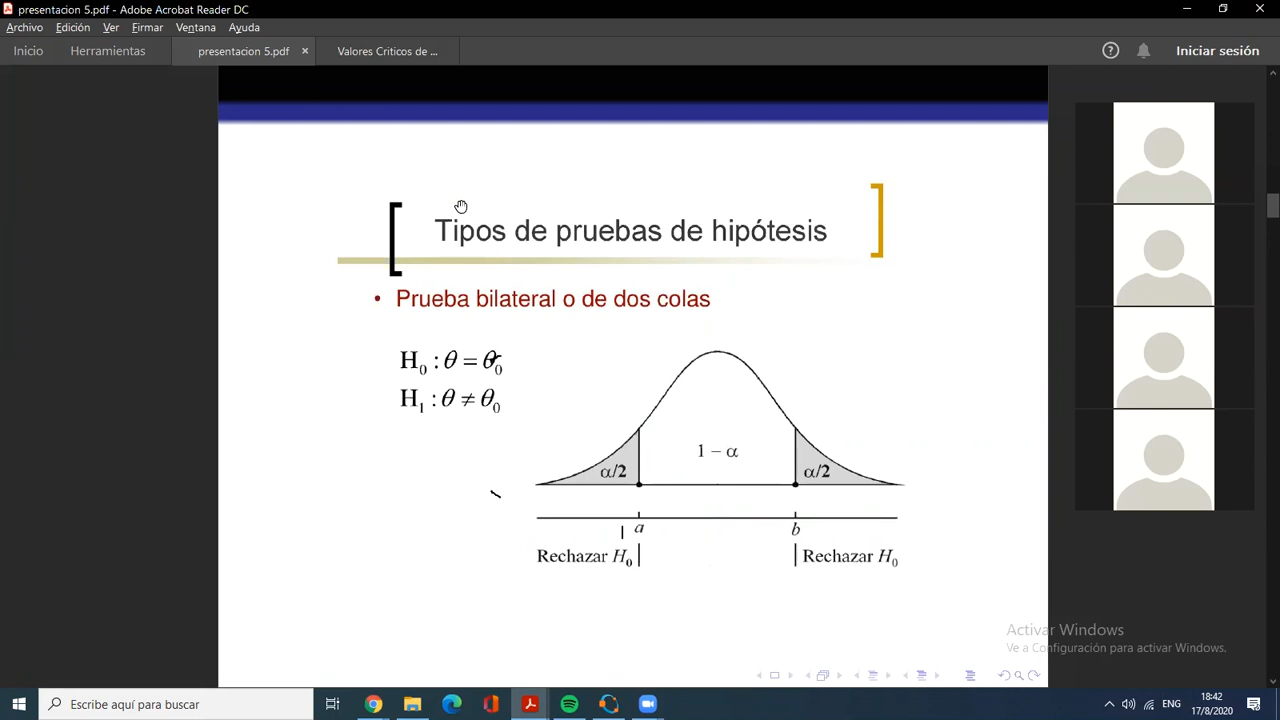 presentacion 5.pdf - Adobe Acrobat Reader DC
Archivo Edición Ver Firmar Ventana Ayuda
Inicio Herramientas presentacion 5.pdf × Valores Criticos de ... Iniciar sesión
Tipos de pruebas de hipótesis
• Prueba bilateral o de dos colas
H₀ : θ = θ₀
H₁ : θ ≠ θ₀
1 − α
α/2 α/2
a b
Rechazar H₀ Rechazar H₀
Activar Windows
Ve a Configuración para activar Windows.
Escribe aquí para buscar
ENG
18:42
17/8/2020